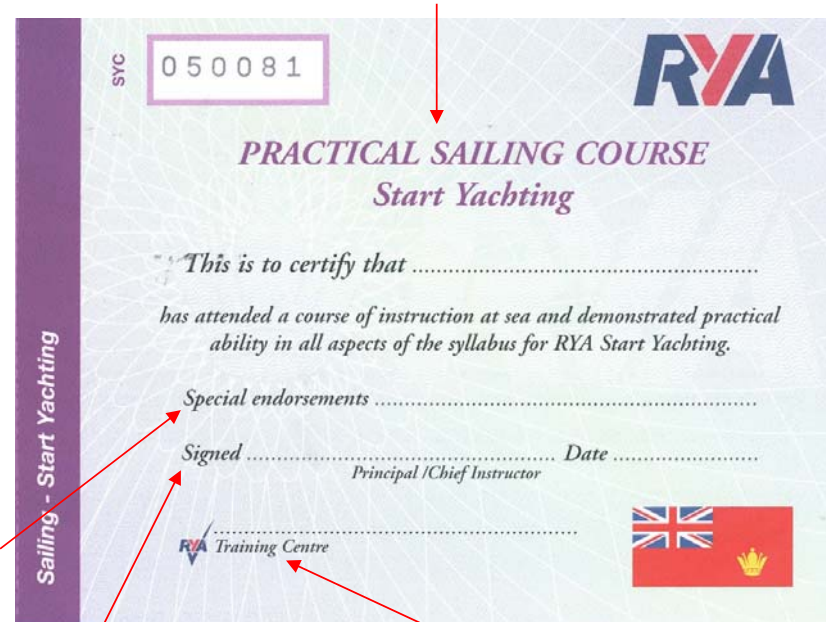 SYC
050081
RYA
PRACTICAL SAILING COURSE
Start Yachting
This is to certify that ......................................................
has attended a course of instruction at sea and demonstrated practical
ability in all aspects of the syllabus for RYA Start Yachting.
Special endorsements ............................................................
Signed ................................................ Date .......................
Principal /Chief Instructor
............................................................
RYA Training Centre
Sailing - Start Yachting